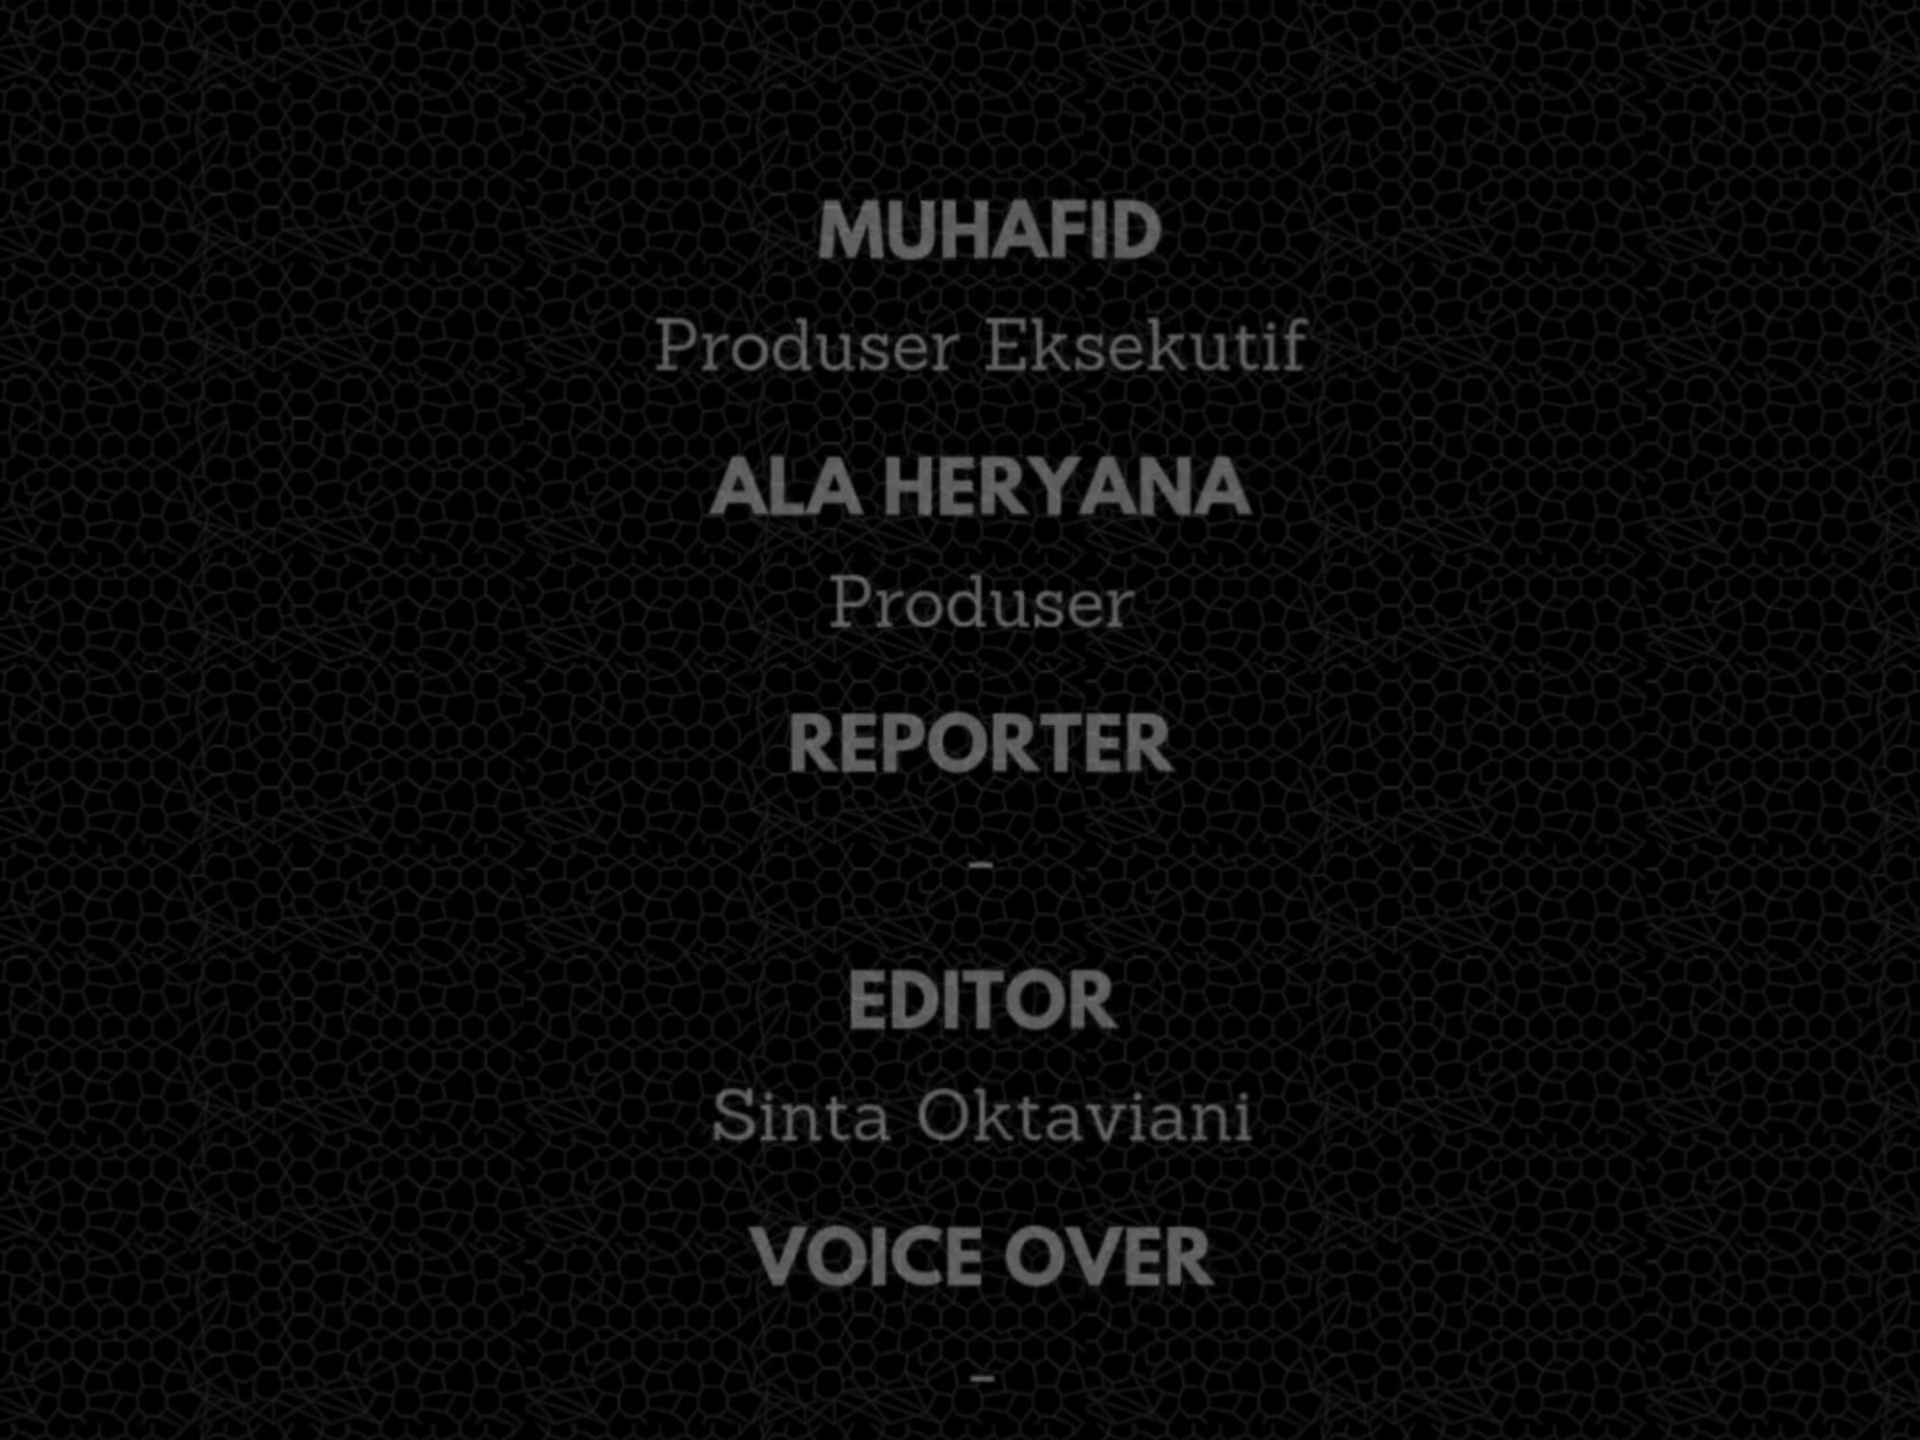 MUHAFID
Produser Eksekutif
ALA HERYANA
Produser
REPORTER
-
EDITOR
Sinta Oktaviani
VOICE OVER
-